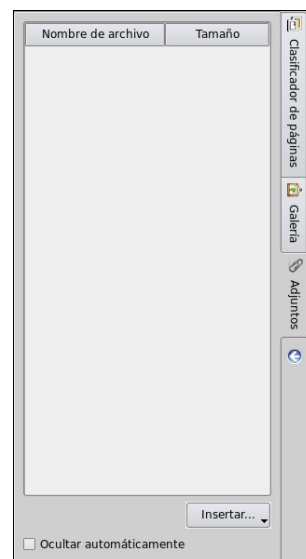 Nombre de archivo
Tamaño
Insertar...
Ocultar automáticamente
Clasificador de páginas
Galería
Adjuntos